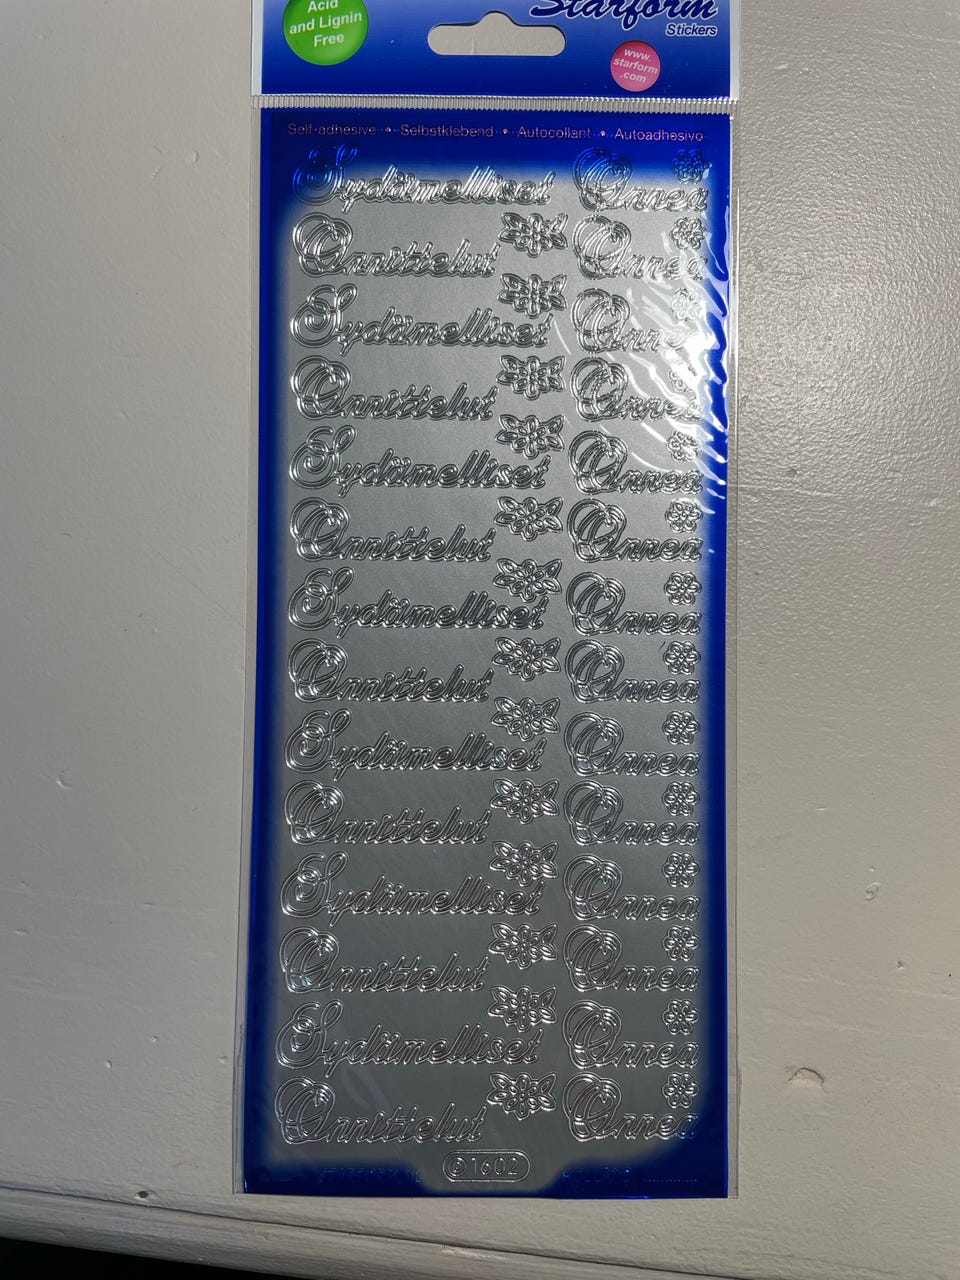 Acid
and Lignin
Free
Starform
Stickers
www.
starform
.com
Self-adhesive • Selbstklebend • Autocollant • Autoadhesivo
Sydämelliset Onnea
Onnittelut Onnea
Sydämelliset Onnea
Onnittelut Onnea
Sydämelliset Onnea
Onnittelut Onnea
Sydämelliset Onnea
Onnittelut Onnea
Sydämelliset Onnea
Onnittelut Onnea
Sydämelliset Onnea
Onnittelut Onnea
Sydämelliset Onnea
Onnittelut Onnea
1602
HOLLAND